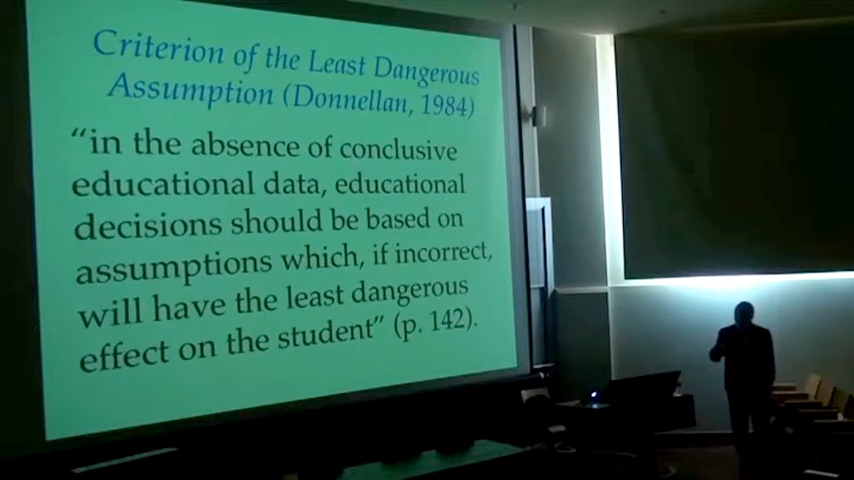 Criterion of the Least Dangerous
Assumption (Donnellan, 1984)
“in the absence of conclusive
educational data, educational
decisions should be based on
assumptions which, if incorrect,
will have the least dangerous
effect on the student” (p. 142).